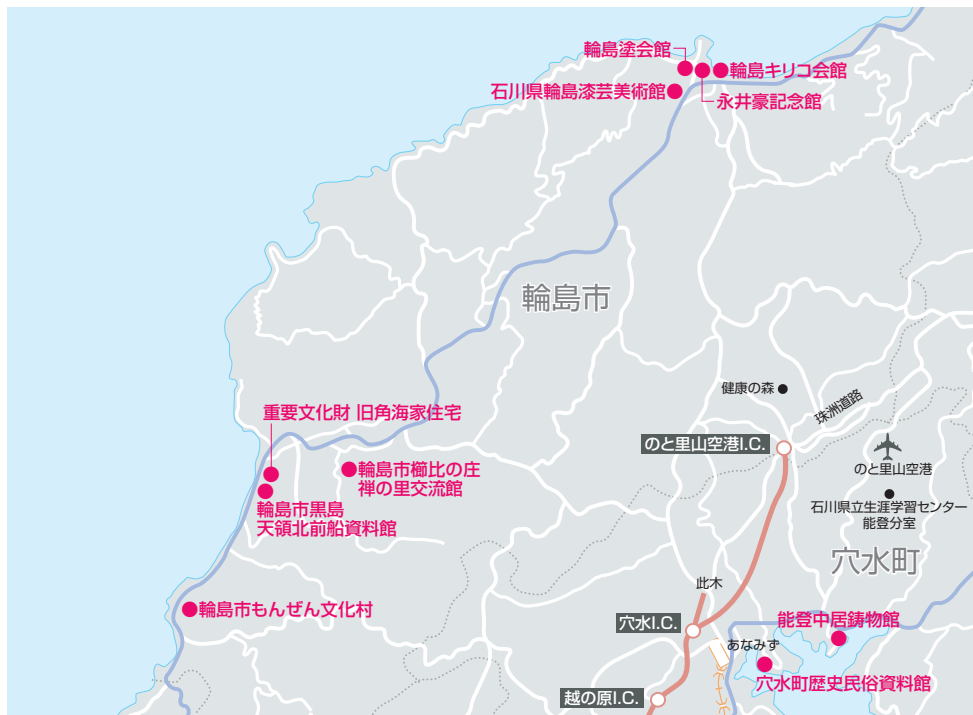 輪島塗会館
輪島キリコ会館
石川県輪島漆芸美術館
永井豪記念館
輪島市
健康の森
珠洲道路
重要文化財 旧角海家住宅
のと里山空港I.C.
のと里山空港
輪島市櫛比の庄
禅の里交流館
石川県立生涯学習センター
能登分室
輪島市黒島
天領北前船資料館
穴水町
此木
輪島市もんぜん文化村
穴水I.C.
能登中居鋳物館
あなみず
穴水町歴史民俗資料館
越の原I.C.